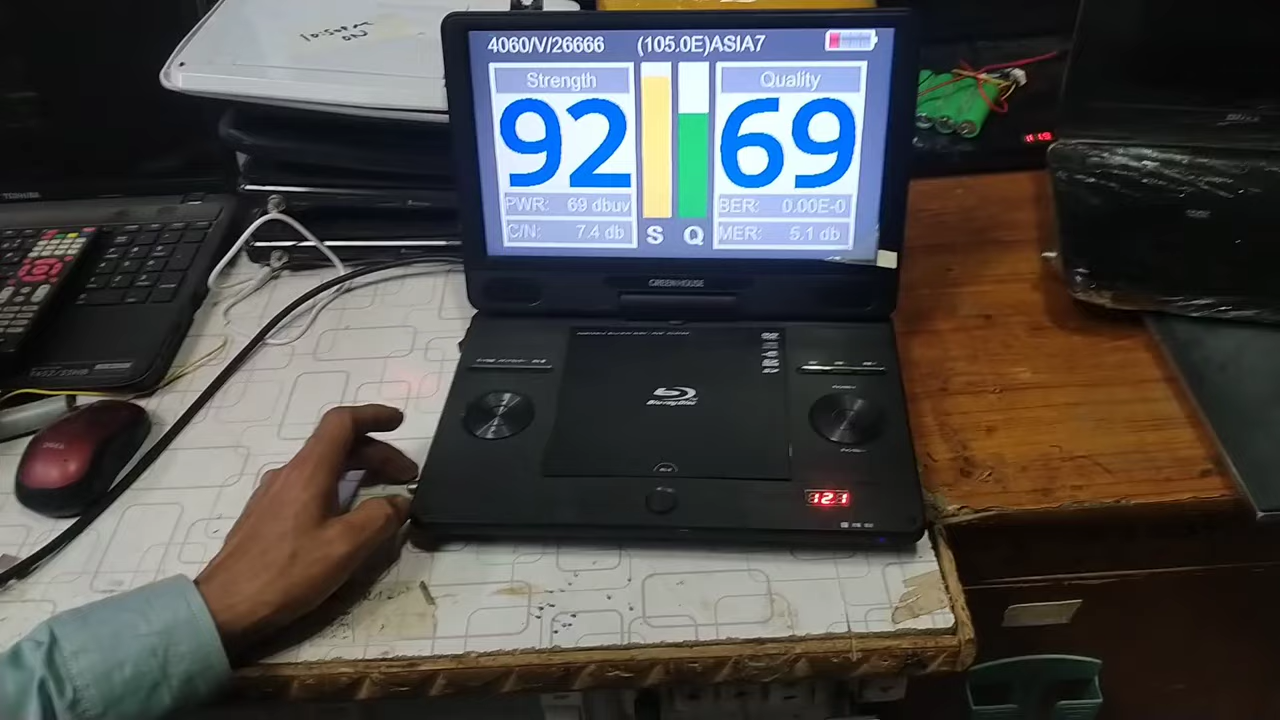 4060/V/26666 (105.0E)ASIA7
Strength
92
PWR: 69 dbuv
C/N: 7.4 db
S Q
Quality
69
BER: 0.00E-0
MER: 5.1 db
GREENHOUSE
TOSHIBA
Blu-ray Disc
12.1